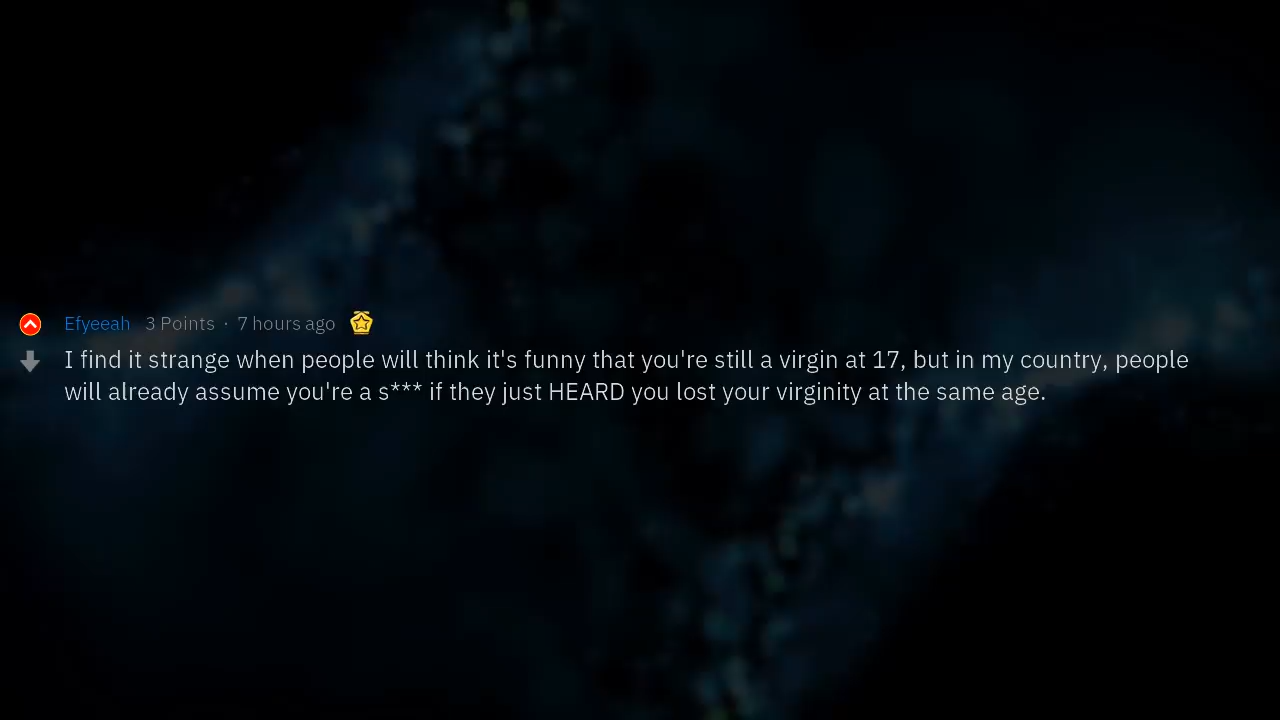 Efyeeah 3 Points · 7 hours ago
I find it strange when people will think it's funny that you're still a virgin at 17, but in my country, people
will already assume you're a s*** if they just HEARD you lost your virginity at the same age.